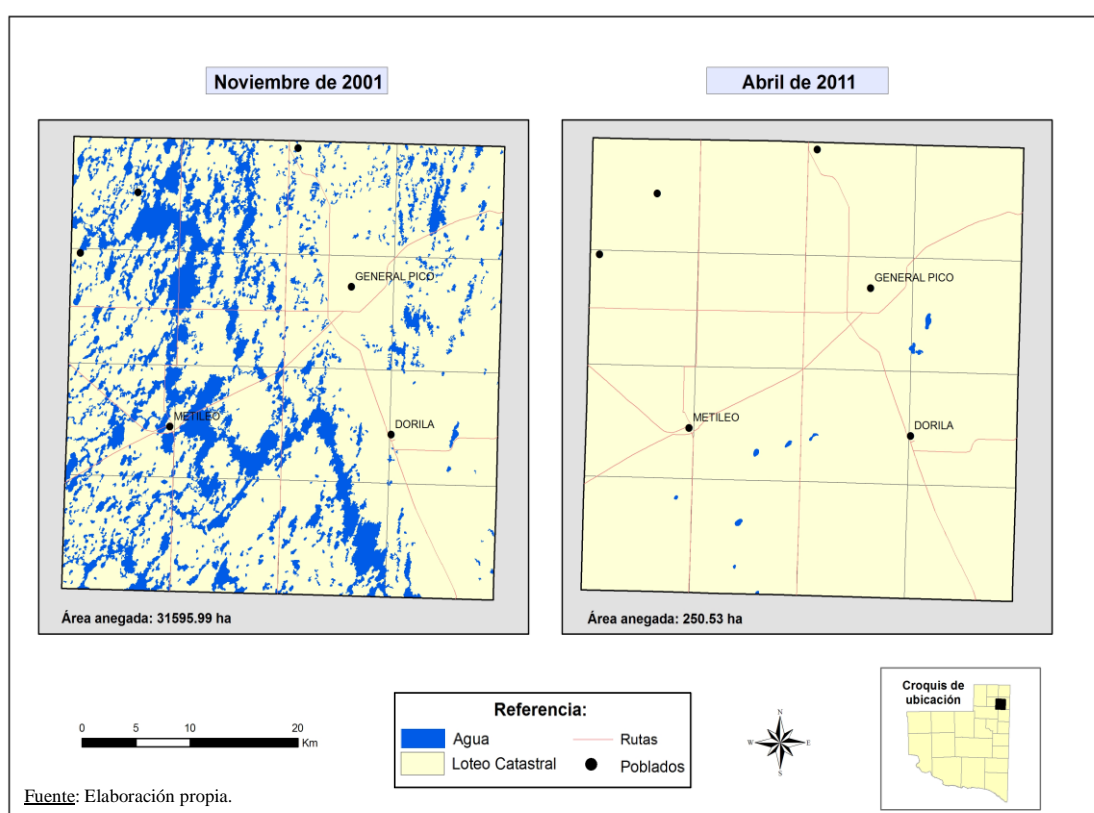 Noviembre de 2001
Abril de 2011
GENERAL PICO
METILEO
DORILA
Área anegada: 31595.99 ha
GENERAL PICO
METILEO
DORILA
Área anegada: 250.53 ha
0 5 10 20
Km
Referencia:
Agua
Rutas
Loteo Catastral
Poblados
N
W
E
S
Croquis de
ubicación
Fuente: Elaboración propia.